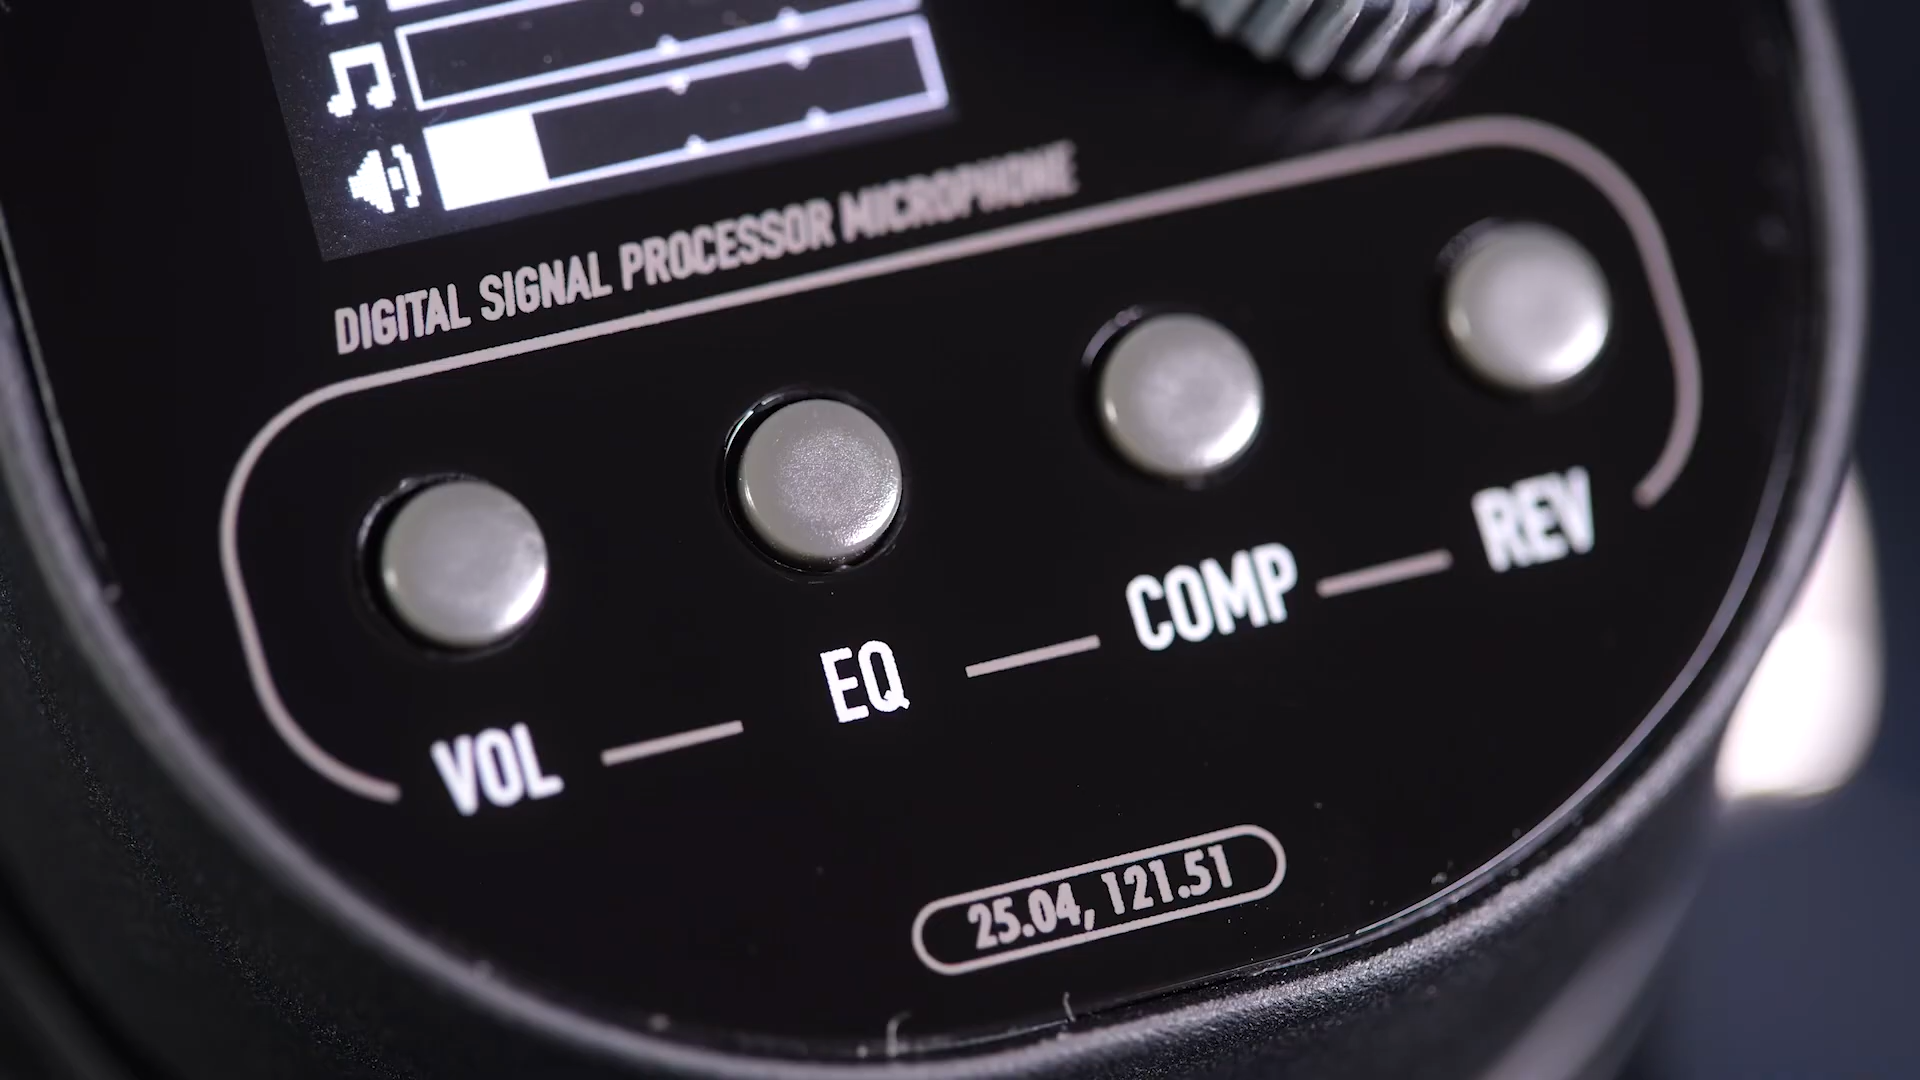 DIGITAL SIGNAL PROCESSOR MICROPHONE
VOL — EQ — COMP — REV
25.04, 121.51